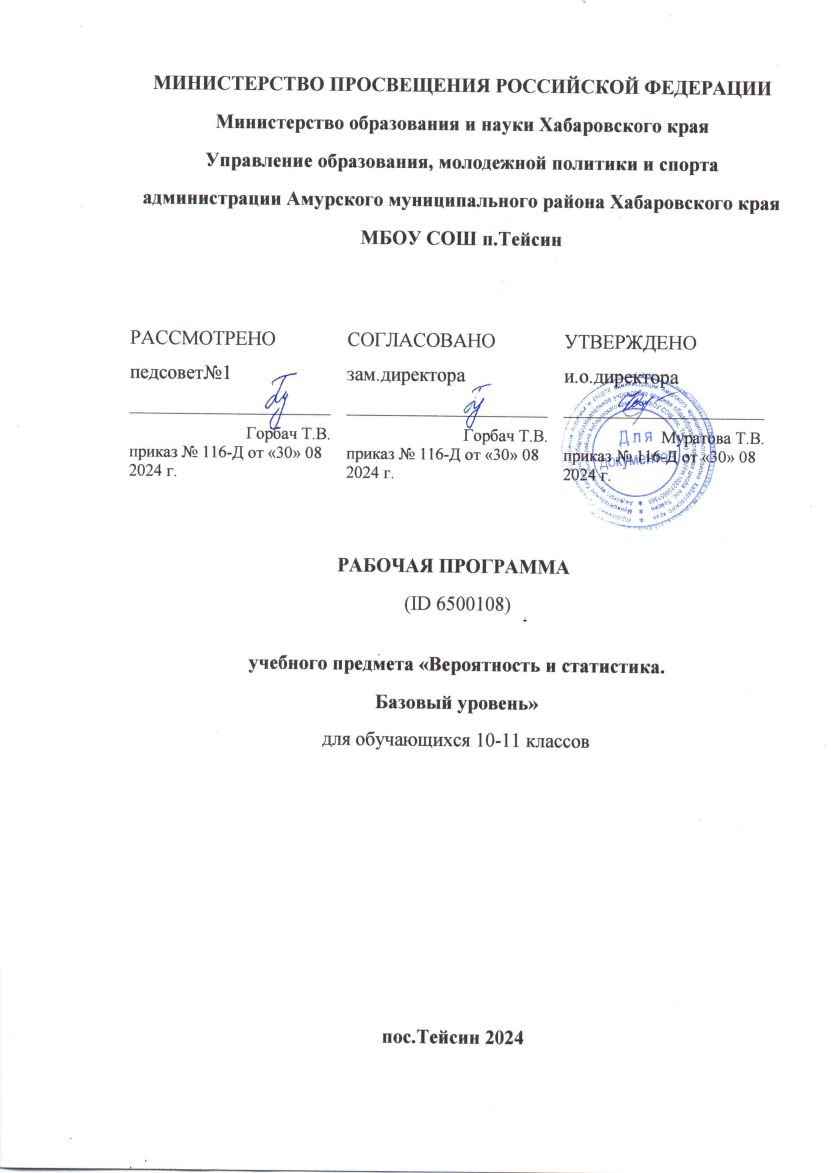 МИНИСТЕРСТВО ПРОСВЕЩЕНИЯ РОССИЙСКОЙ ФЕДЕРАЦИИ
Министерство образования и науки Хабаровского края
Управление образования, молодежной политики и спорта
администрации Амурского муниципального района Хабаровского края
МБОУ СОШ п.Тейсин
РАССМОТРЕНО
педсовет№1
Горбач Т.В.
приказ № 116-Д от «30» 08
2024 г.
СОГЛАСОВАНО
зам.директора
Горбач Т.В.
приказ № 116-Д от «30» 08
2024 г.
УТВЕРЖДЕНО
и.о.директора
Муратова Т.В.
приказ № 116-Д от «30» 08
2024 г.
Для
документов
РАБОЧАЯ ПРОГРАММА
(ID 6500108)
учебного предмета «Вероятность и статистика.
Базовый уровень»
для обучающихся 10-11 классов
пос.Тейсин 2024